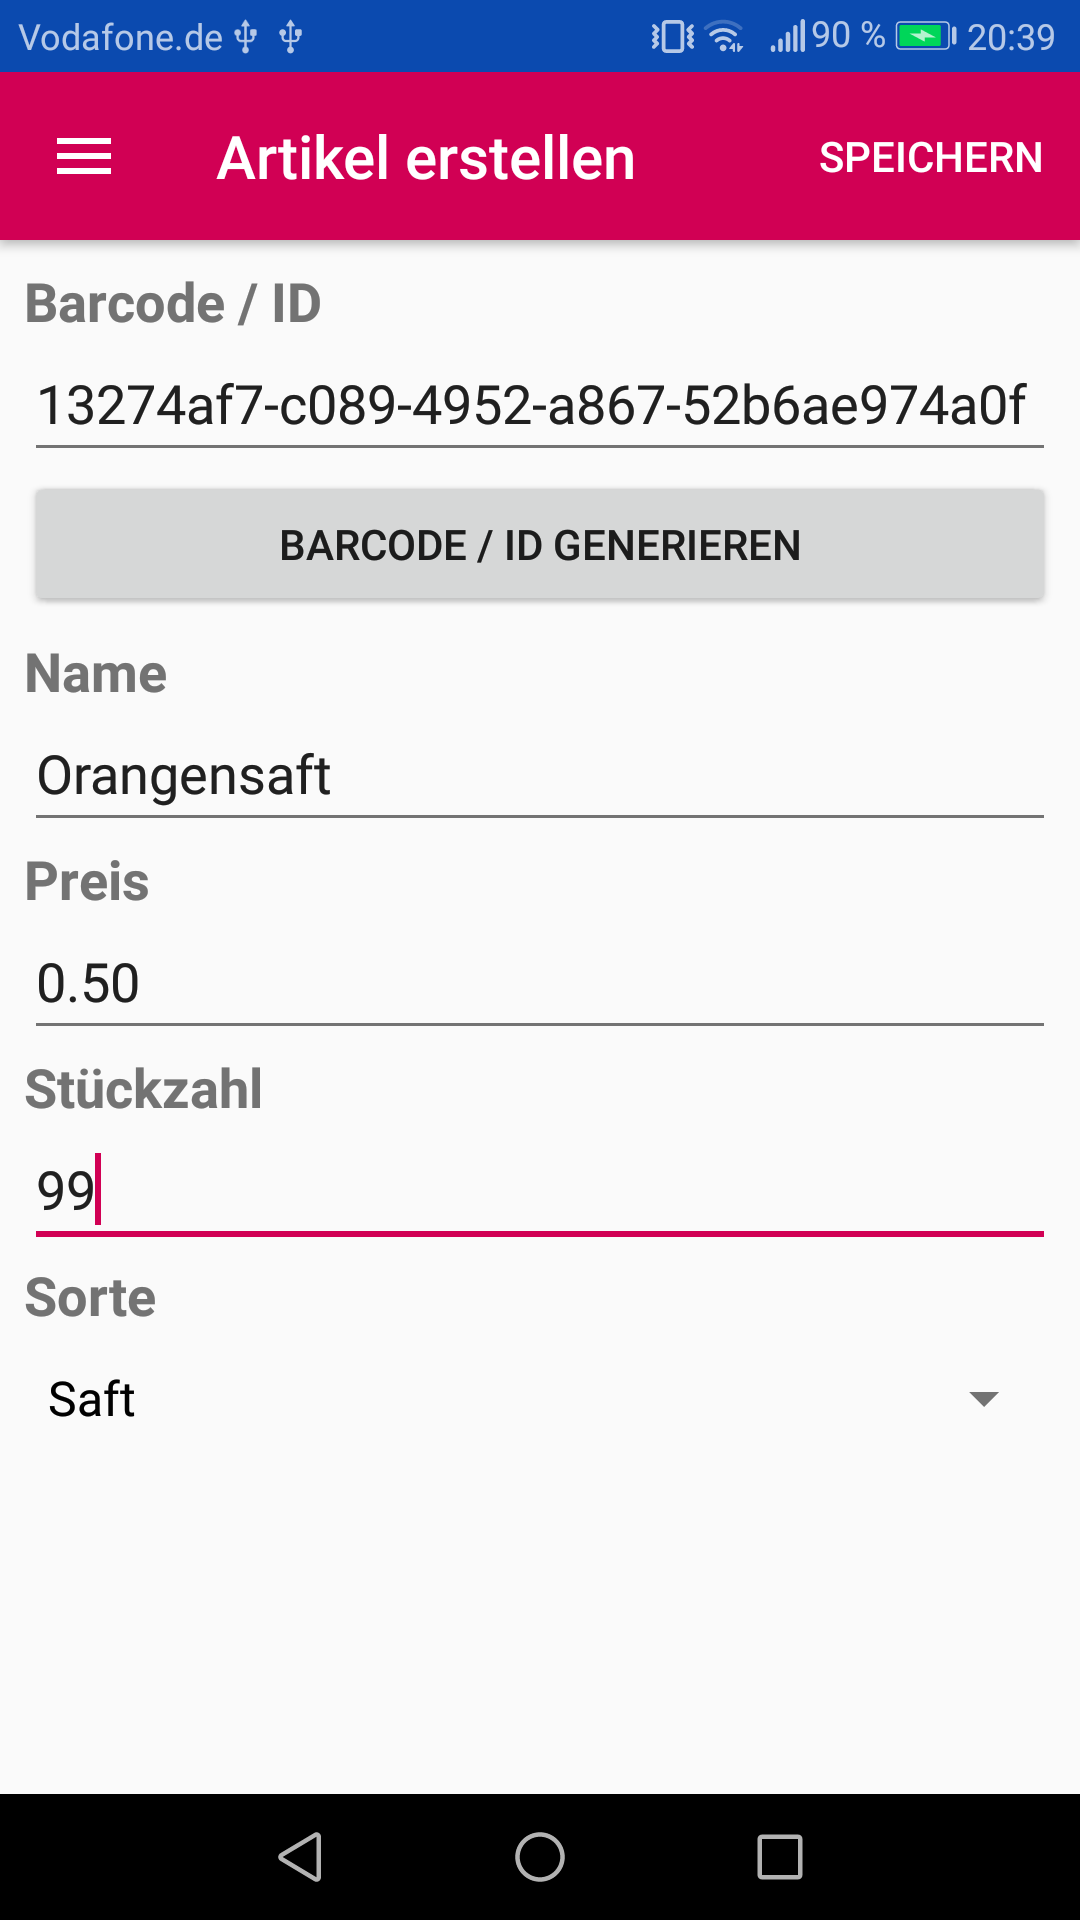 Vodafone.de 90 % 20:39
Artikel erstellen SPEICHERN
Barcode / ID
13274af7-c089-4952-a867-52b6ae974a0f
BARCODE / ID GENERIEREN
Name
Orangensaft
Preis
0.50
Stückzahl
99
Sorte
Saft